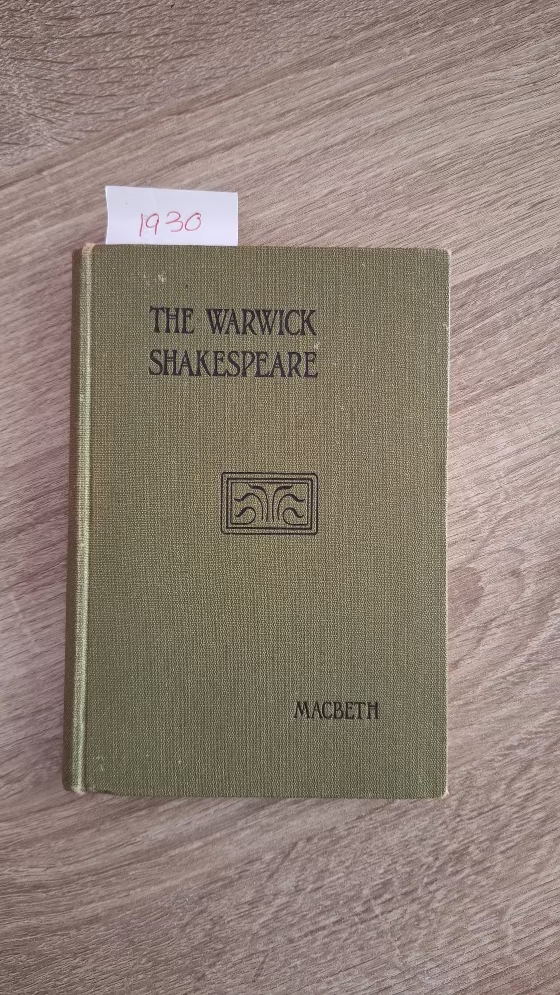 1930
THE WARWICK
SHAKESPEARE
MACBETH